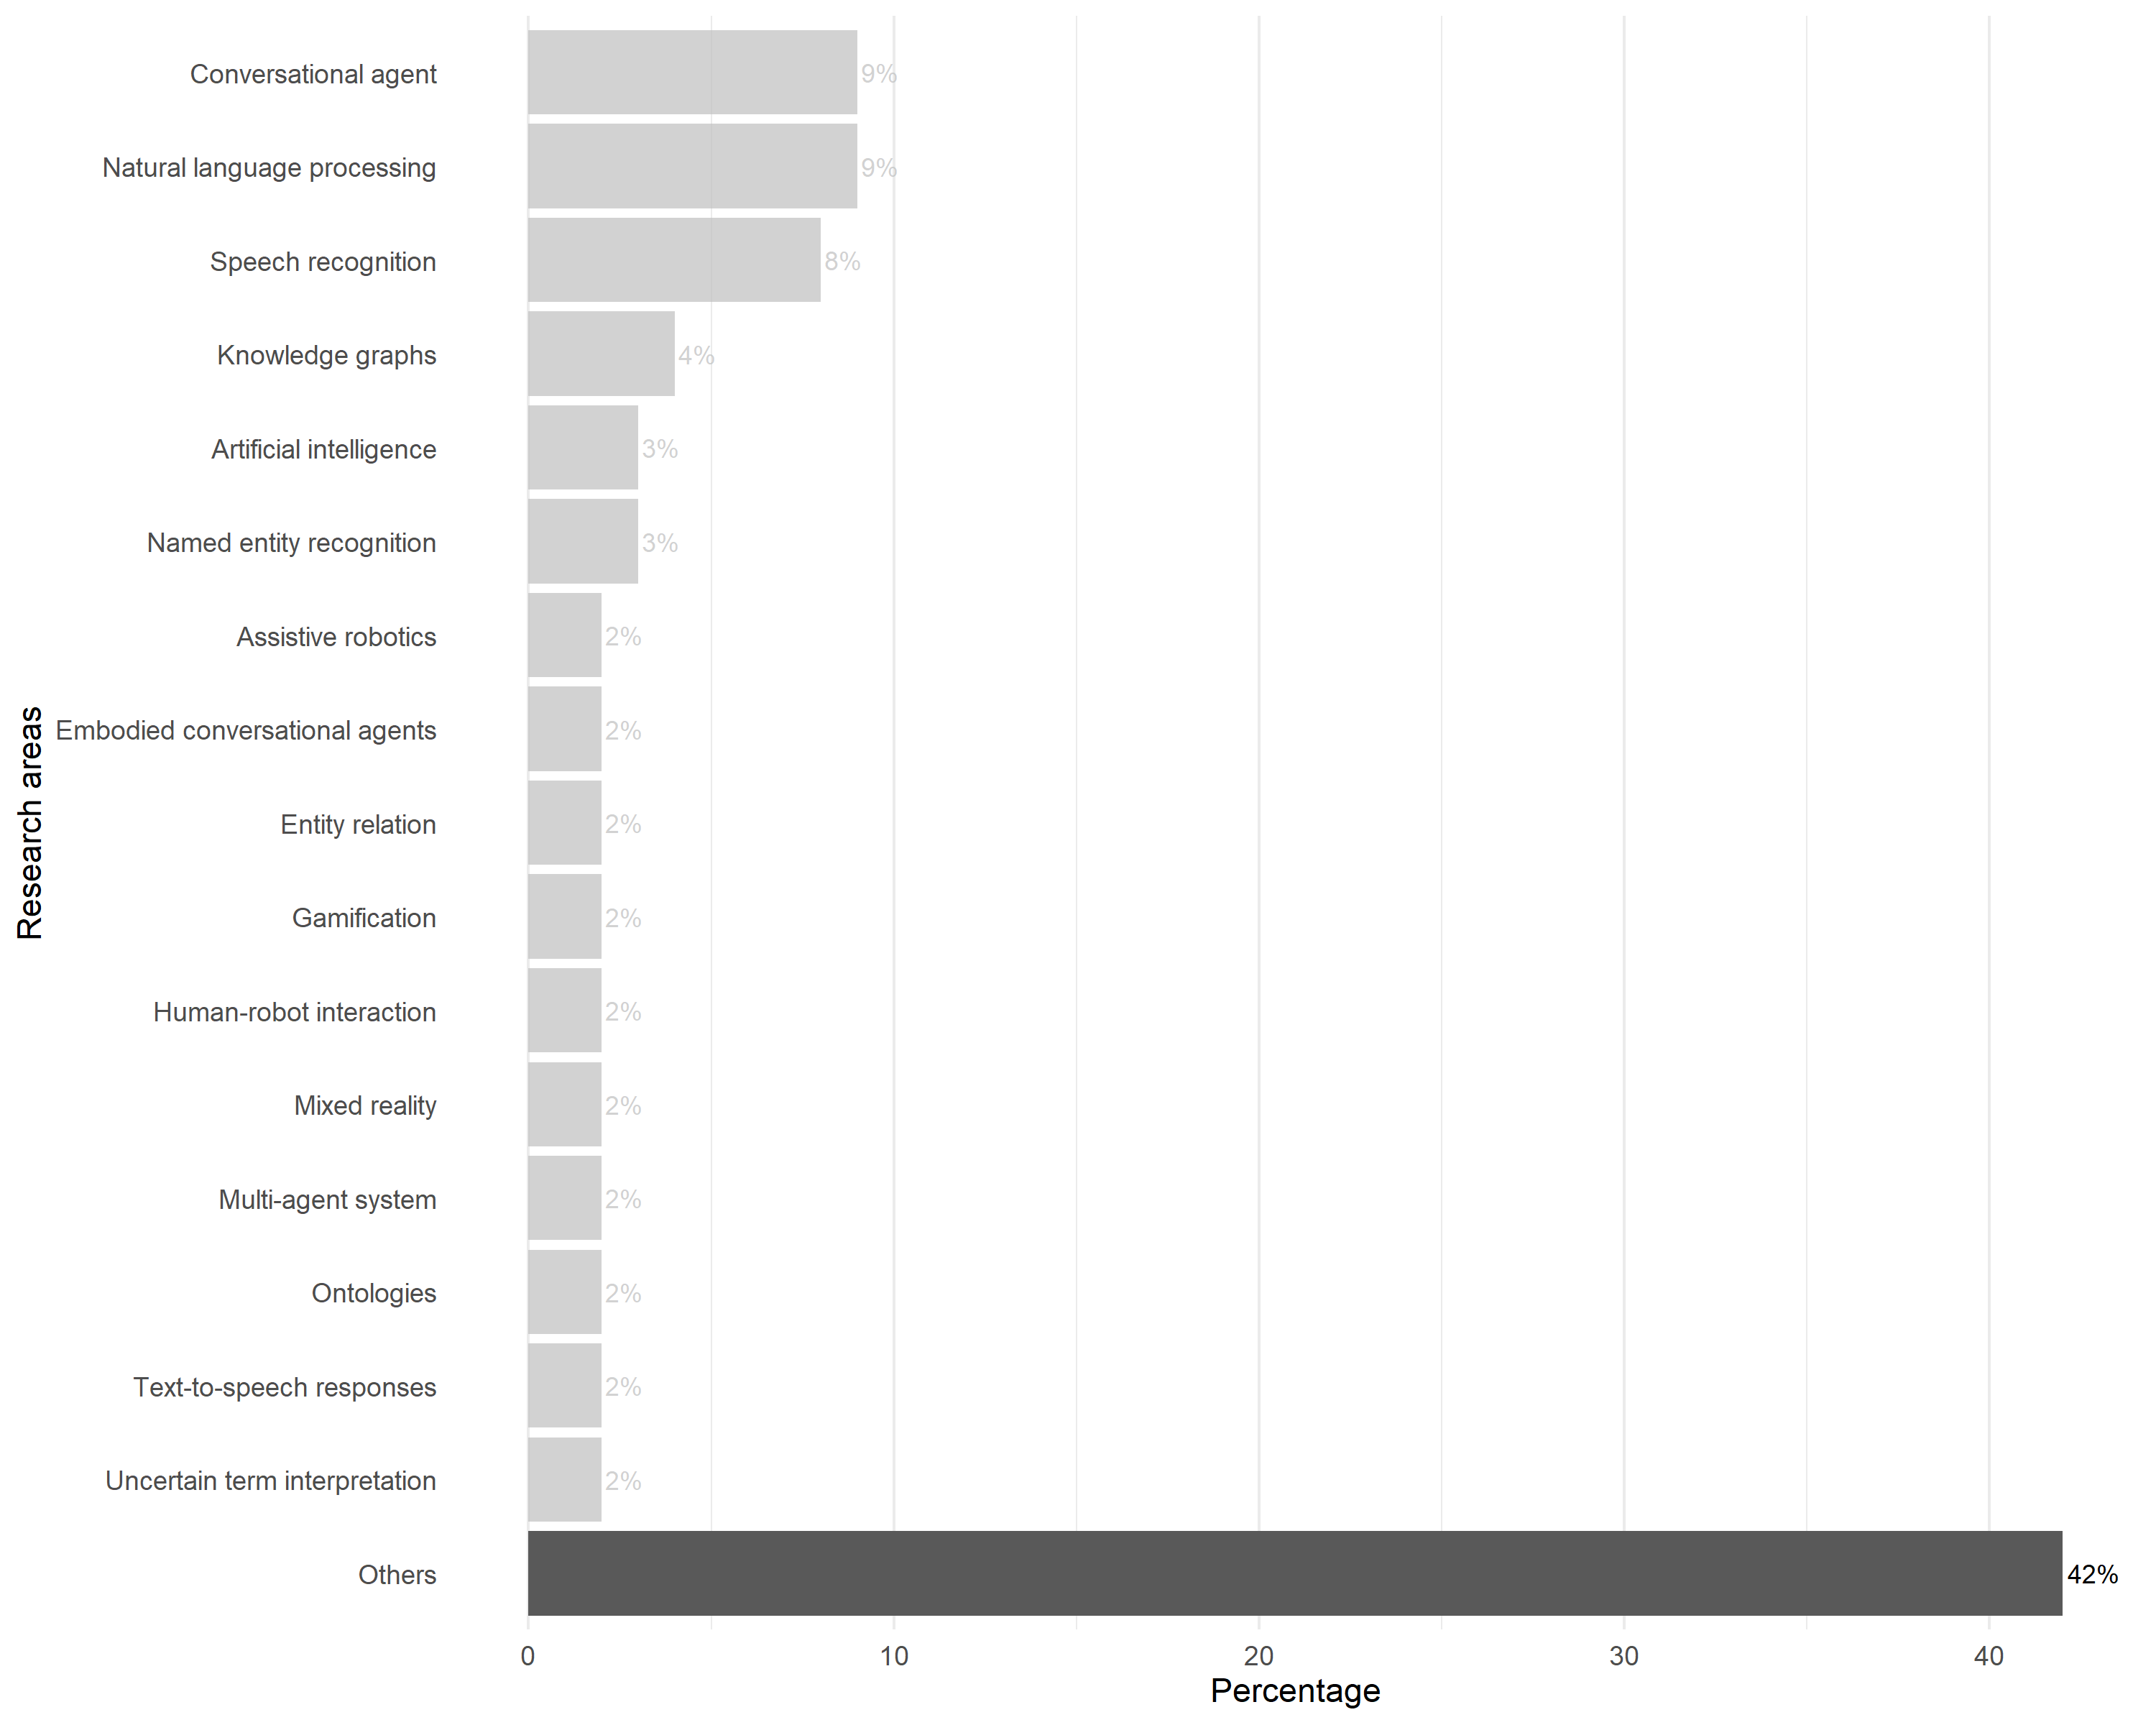 Conversational agent 9%
Natural language processing 9%
Speech recognition 8%
Knowledge graphs 4%
Artificial intelligence 3%
Named entity recognition 3%
Assistive robotics 2%
Embodied conversational agents 2%
Entity relation 2%
Gamification 2%
Human-robot interaction 2%
Mixed reality 2%
Multi-agent system 2%
Ontologies 2%
Text-to-speech responses 2%
Uncertain term interpretation 2%
Others 42%
Research areas
0 10 20 30 40
Percentage